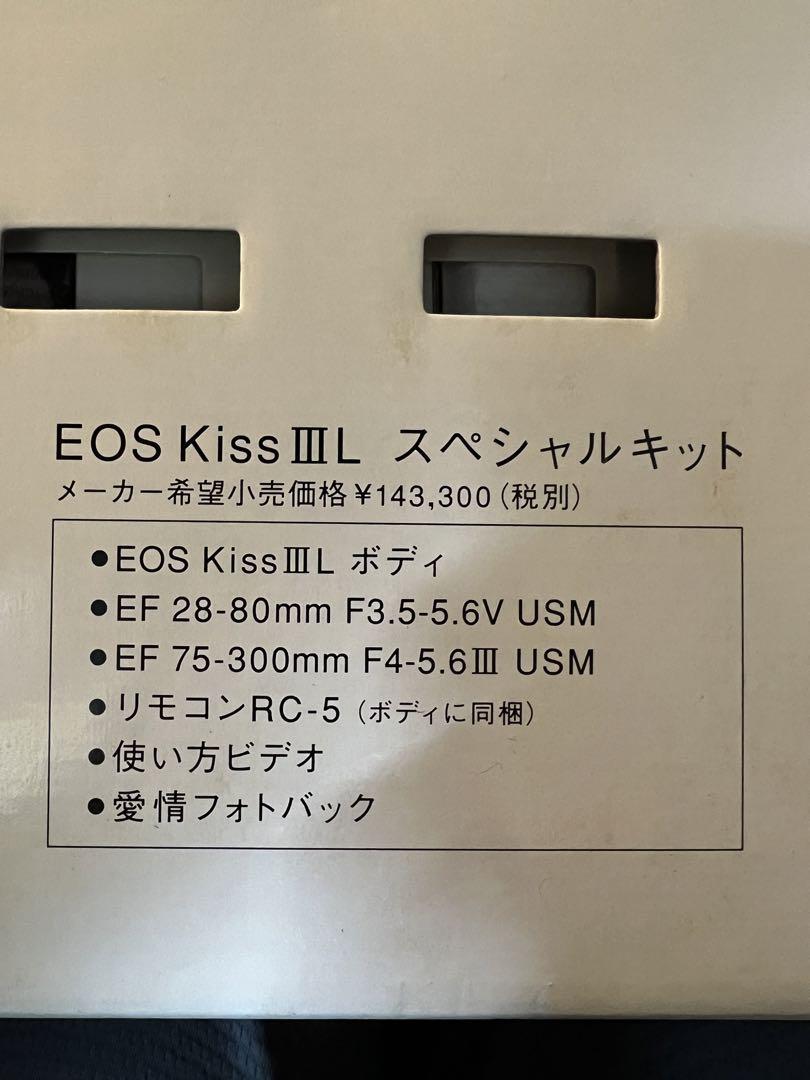 EOS Kiss ⅢL スペシャルキット
メーカー希望小売価格¥143,300(税別)
●EOS KissⅢL ボディ
●EF 28-80mm F3.5-5.6V USM
●EF 75-300mm F4-5.6Ⅲ USM
●リモコンRC-5(ボディに同梱)
●使い方ビデオ
●愛情フォトバック